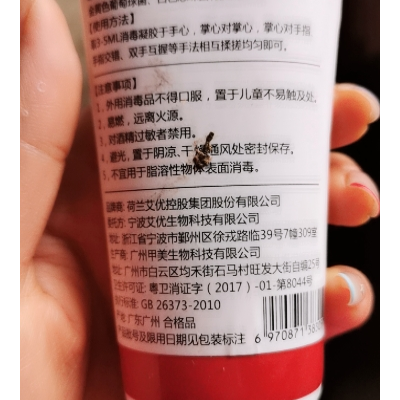 金黄色葡萄球菌、白色念
【使用方法】
取3-5ML消毒凝胶于手心，掌心对掌心，掌心对手指
手指交错、双手互握等手法相互揉搓均匀即可。
【注意事项】
1、外用消毒品不得口服，置于儿童不易触及处。
2、易燃，远离火源。
3、对酒精过敏者禁用。
4、避光，置于阴凉、干燥通风处密封保存。
5、不宜用于脂溶性物体表面消毒。
品牌商：荷兰艾优控股集团股份有限公司
委托方：宁波艾优生物科技有限公司
地址：浙江省宁波市鄞州区徐戎路临39号7幢309室
生产商：广州甲美生物科技有限公司
地址：广州市白云区均禾街石马村旺发大街自编25号
卫生许可证：粤卫消证字（2017）-01-第8044号
执行标准：GB 26373-2010
产地：广东广州 合格品
产品批号及限用日期见包装标注
6 970871